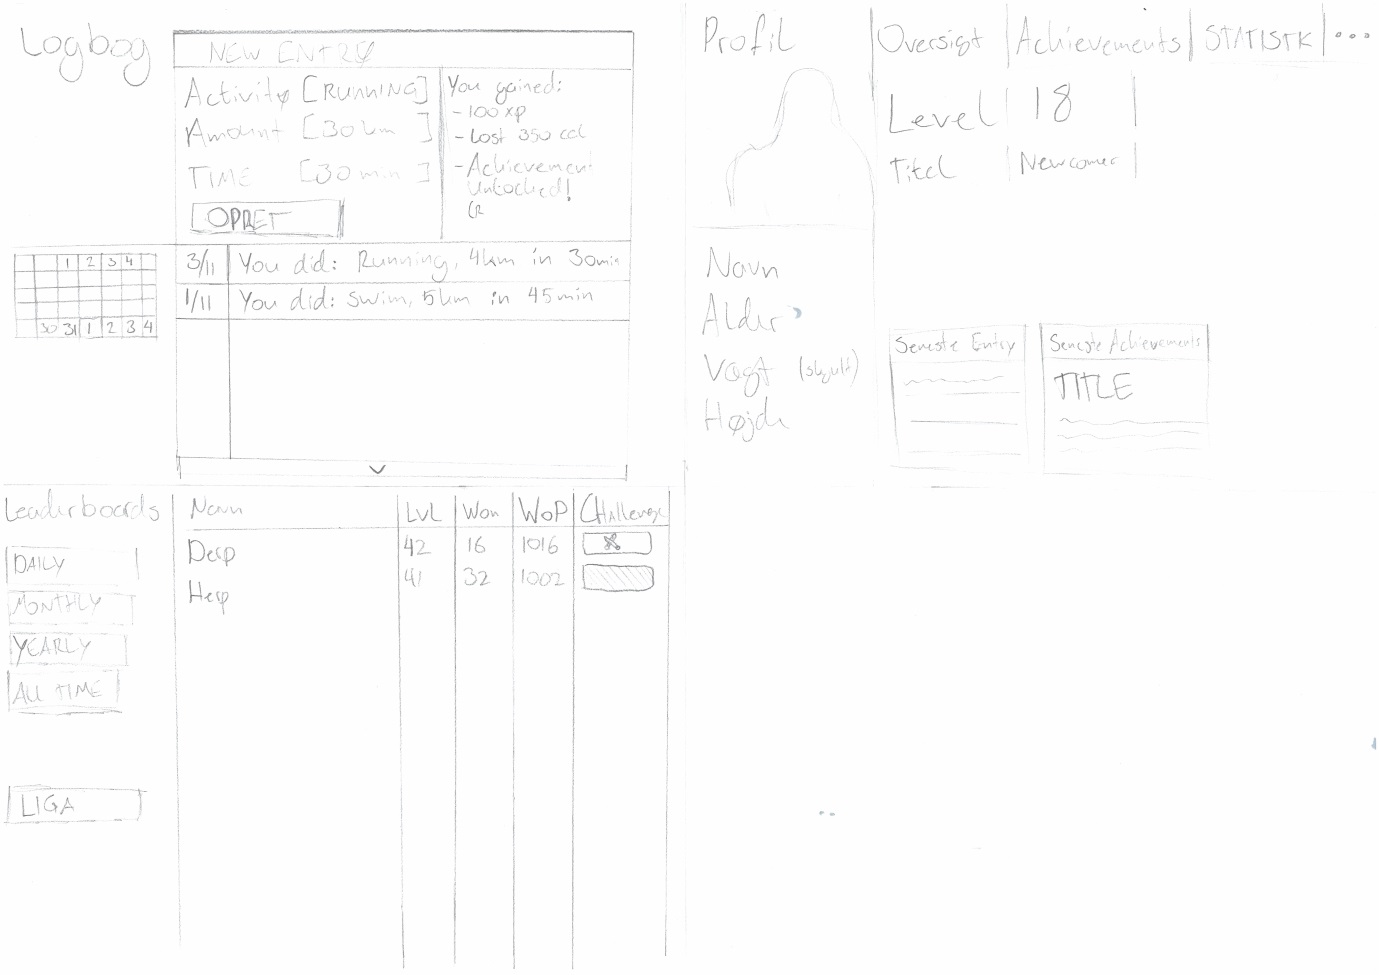 Logbog
NEW ENTRY
Activity [RUNNING]
Amount [30 km ]
TIME [30 min ]
OPRET
You gained:
- 100 xp
- Lost 350 cal
- Achievement
Unlocked!
1 2 3 4
30 31 1 2 3 4
3/11 You did: Running, 4km in 30min
1/11 You did: Swim, 5km in 45min
Profil
Oversigt Achievements STATISTK ...
Level 18
Titel Newcomer
Navn
Alder
Vægt (skjult)
Højde
Seneste Entry
Seneste Achievements
TITLE
Leaderboards
DAILY
MONTHLY
YEARLY
ALL TIME
LIGA
Navn LVL Won WoP CHallenge
Derp 42 16 1016
Herp 41 32 1002